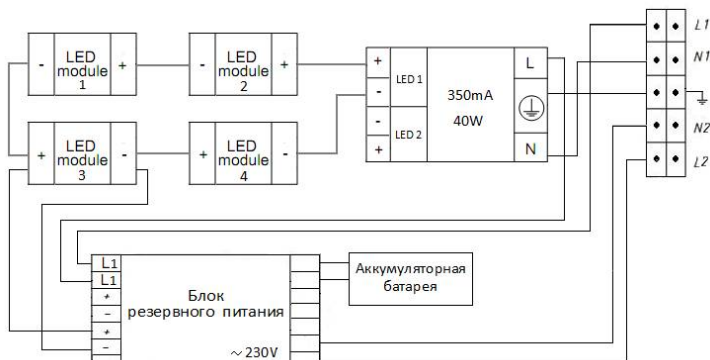 - LED module 1 +
- LED module 2 +
+ LED module 3 -
+ LED module 4 -
+
-
LED 1
-
+
LED 2
350mA
40W
L
N
L1
N1
N2
L2
L1
L1
+
-
+
-
Блок
резервного питания
~ 230V
Аккумуляторная
батарея